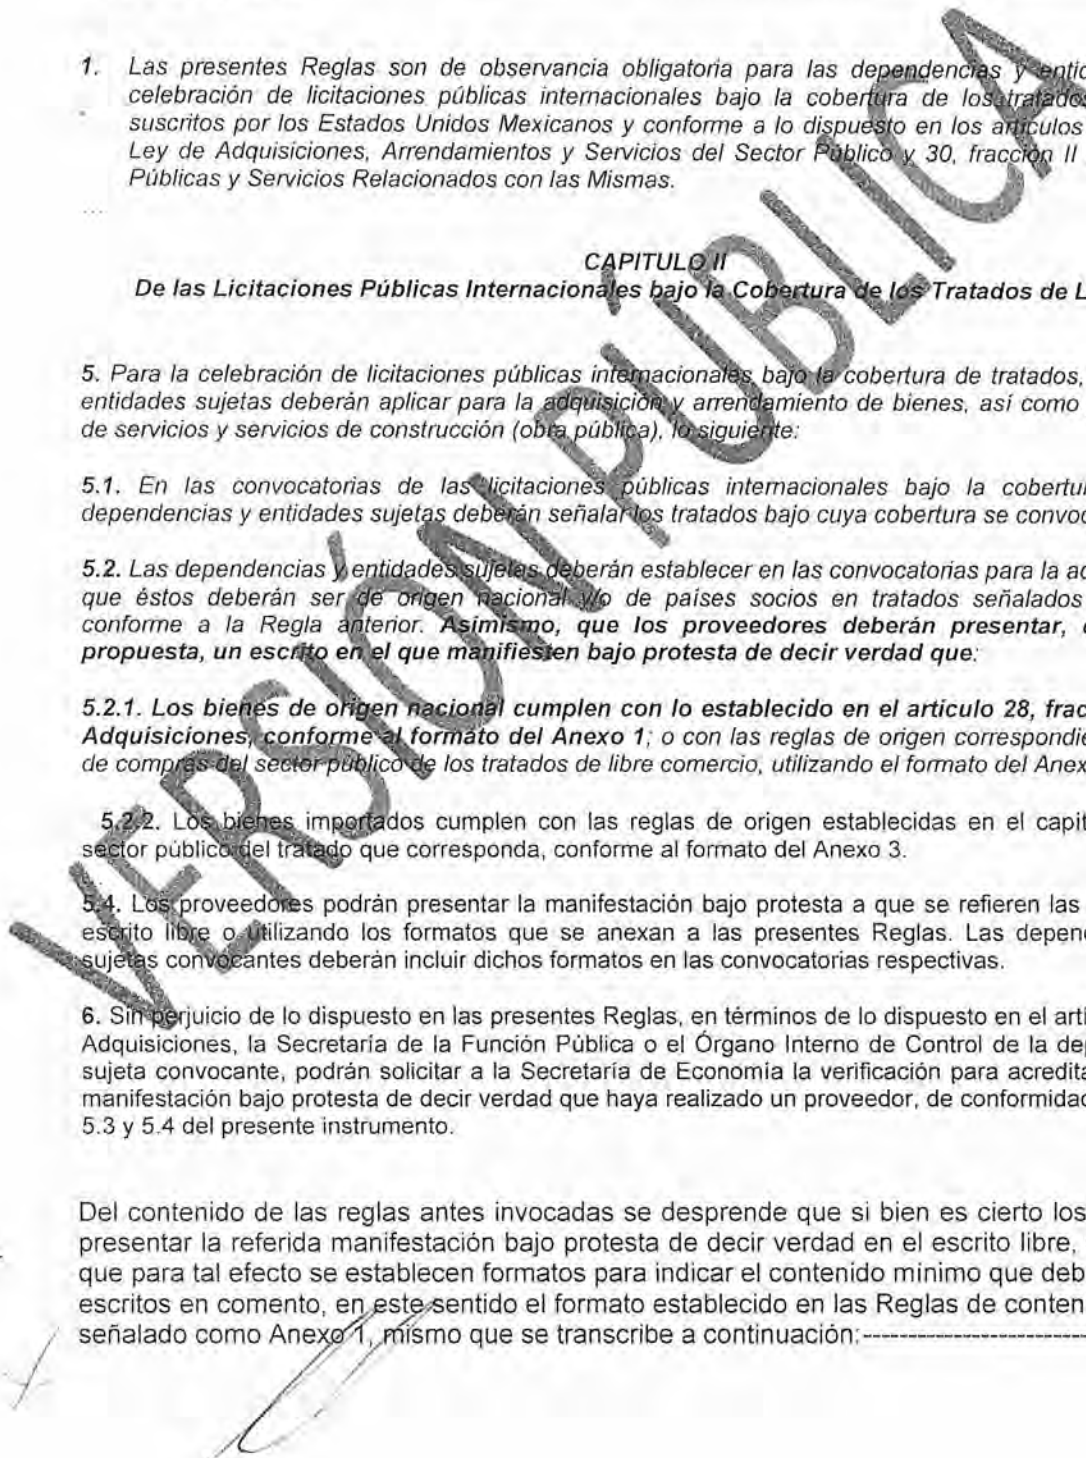 1. Las presentes Reglas son de observancia obligatoria para las dependencias y
celebración de licitaciones públicas internacionales bajo la cobertura de los tratados
suscritos por los Estados Unidos Mexicanos y conforme a lo dispuesto en los artículos
Ley de Adquisiciones, Arrendamientos y Servicios del Sector Público y 30, fracción II
Públicas y Servicios Relacionados con las Mismas.
...
CAPITULO II
De las Licitaciones Públicas Internacionales bajo la Cobertura de los Tratados de L
5. Para la celebración de licitaciones públicas internacionales bajo la cobertura de tratados,
entidades sujetas deberán aplicar para la adquisición y arrendamiento de bienes, así como
de servicios y servicios de construcción (obra pública), lo siguiente:
5.1. En las convocatorias de las licitaciones públicas internacionales bajo la
dependencias y entidades sujetas deberán señalar los tratados bajo cuya cobertura se
5.2. Las dependencias y entidades sujetas deberán establecer en las convocatorias para la
que éstos deberán ser de origen nacional y/o de países socios en tratados señalados
conforme a la Regla anterior. Asimismo, que los proveedores deberán presentar,
propuesta, un escrito en el que manifiesten bajo protesta de decir verdad que:
5.2.1. Los bienes de origen nacional cumplen con lo establecido en el artículo 28, frac
Adquisiciones, conforme al formato del Anexo 1; o con las reglas de origen
de compras del sector público de los tratados de libre comercio, utilizando el formato del
5.2.2. Los bienes importados cumplen con las reglas de origen establecidas en el capit
sector público del tratado que corresponda, conforme al formato del Anexo 3.
5.4. Los proveedores podrán presentar la manifestación bajo protesta a que se refieren las
escrito libre o utilizando los formatos que se anexan a las presentes Reglas. Las
sujetas convocantes deberán incluir dichos formatos en las convocatorias respectivas.
6. Sin perjuicio de lo dispuesto en las presentes Reglas, en términos de lo dispuesto en el arti
Adquisiciones, la Secretaría de la Función Pública o el Órgano Interno de Control de la
sujeta convocante, podrán solicitar a la Secretaría de Economía la verificación para
manifestación bajo protesta de decir verdad que haya realizado un proveedor, de
5.3 y 5.4 del presente instrumento.
Del contenido de las reglas antes invocadas se desprende que si bien es cierto los
presentar la referida manifestación bajo protesta de decir verdad en el escrito libre,
que para tal efecto se establecen formatos para indicar el contenido mínimo que deb
escritos en comento, en este sentido el formato establecido en las Reglas de
señalado como Anexo 1, mismo que se transcribe a continuación:-----------------------
VERSIÓN PÚBLICA